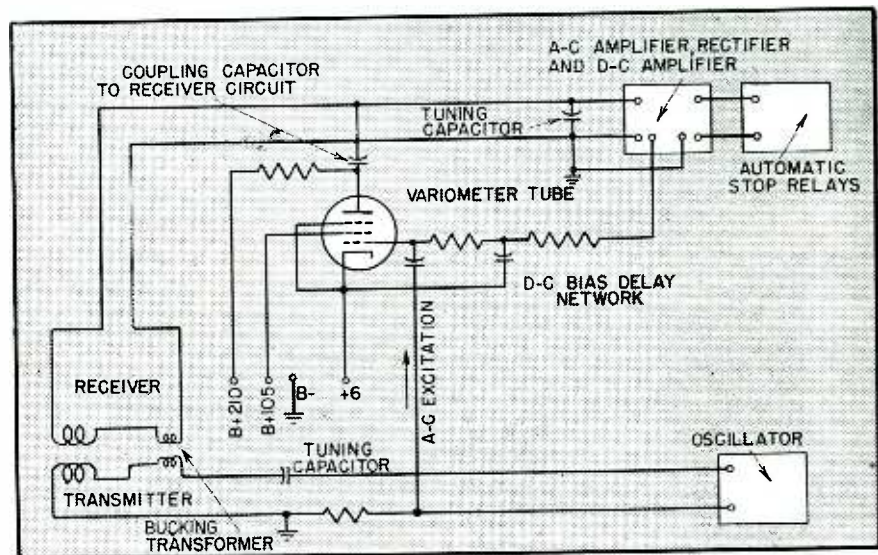 A-C AMPLIFIER, RECTIFIER
AND D-C AMPLIFIER
COUPLING CAPACITOR
TO RECEIVER CIRCUIT
TUNING
CAPACITOR
AUTOMATIC
STOP RELAYS
VARIOMETER TUBE
D-C BIAS DELAY
NETWORK
A-C EXCITATION
RECEIVER
B+210
B+105
B-
+6
TUNING
CAPACITOR
OSCILLATOR
TRANSMITTER
BUCKING
TRANSFORMER